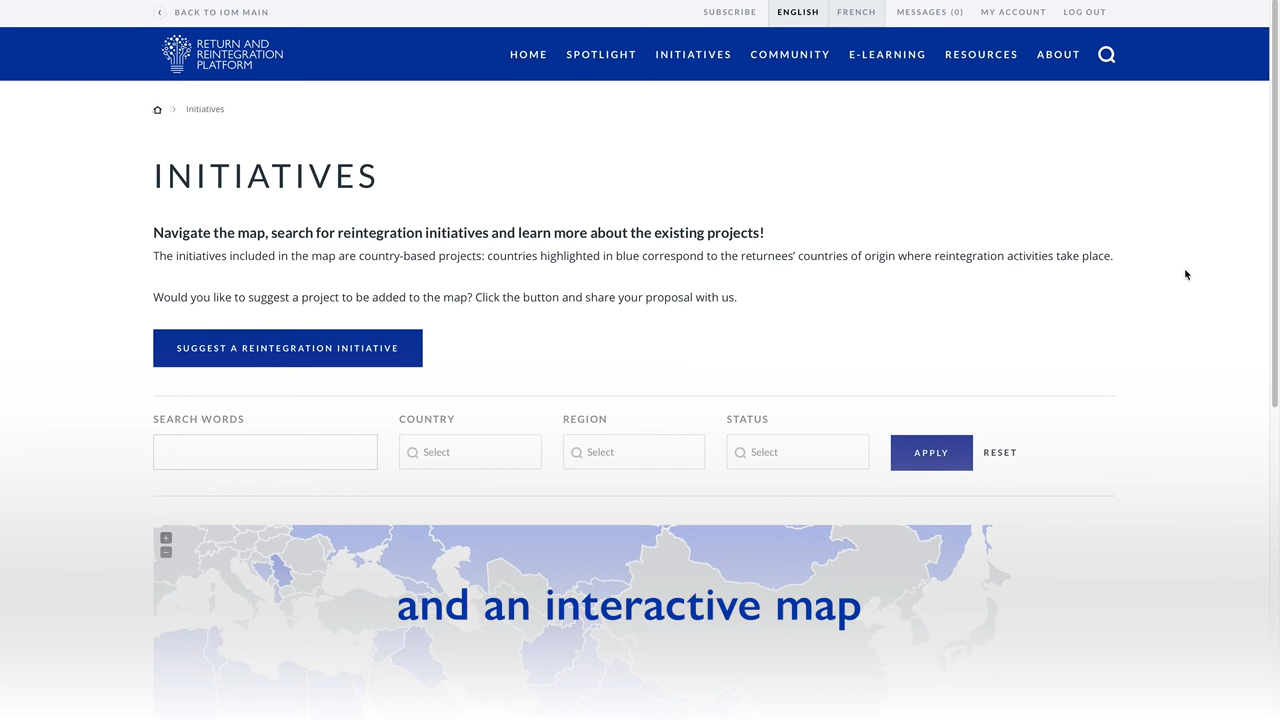 BACK TO IOM MAIN
SUBSCRIBE ENGLISH FRENCH MESSAGES (0) MY ACCOUNT LOG OUT
RETURN AND
REINTEGRATION
PLATFORM
HOME SPOTLIGHT INITIATIVES COMMUNITY E-LEARNING RESOURCES ABOUT
Initiatives
INITIATIVES
Navigate the map, search for reintegration initiatives and learn more about the existing projects!
The initiatives included in the map are country-based projects: countries highlighted in blue correspond to the returnees’ countries of origin where reintegration activities take place.
Would you like to suggest a project to be added to the map? Click the button and share your proposal with us.
SUGGEST A REINTEGRATION INITIATIVE
SEARCH WORDS COUNTRY REGION STATUS
Select Select Select APPLY RESET
and an interactive map